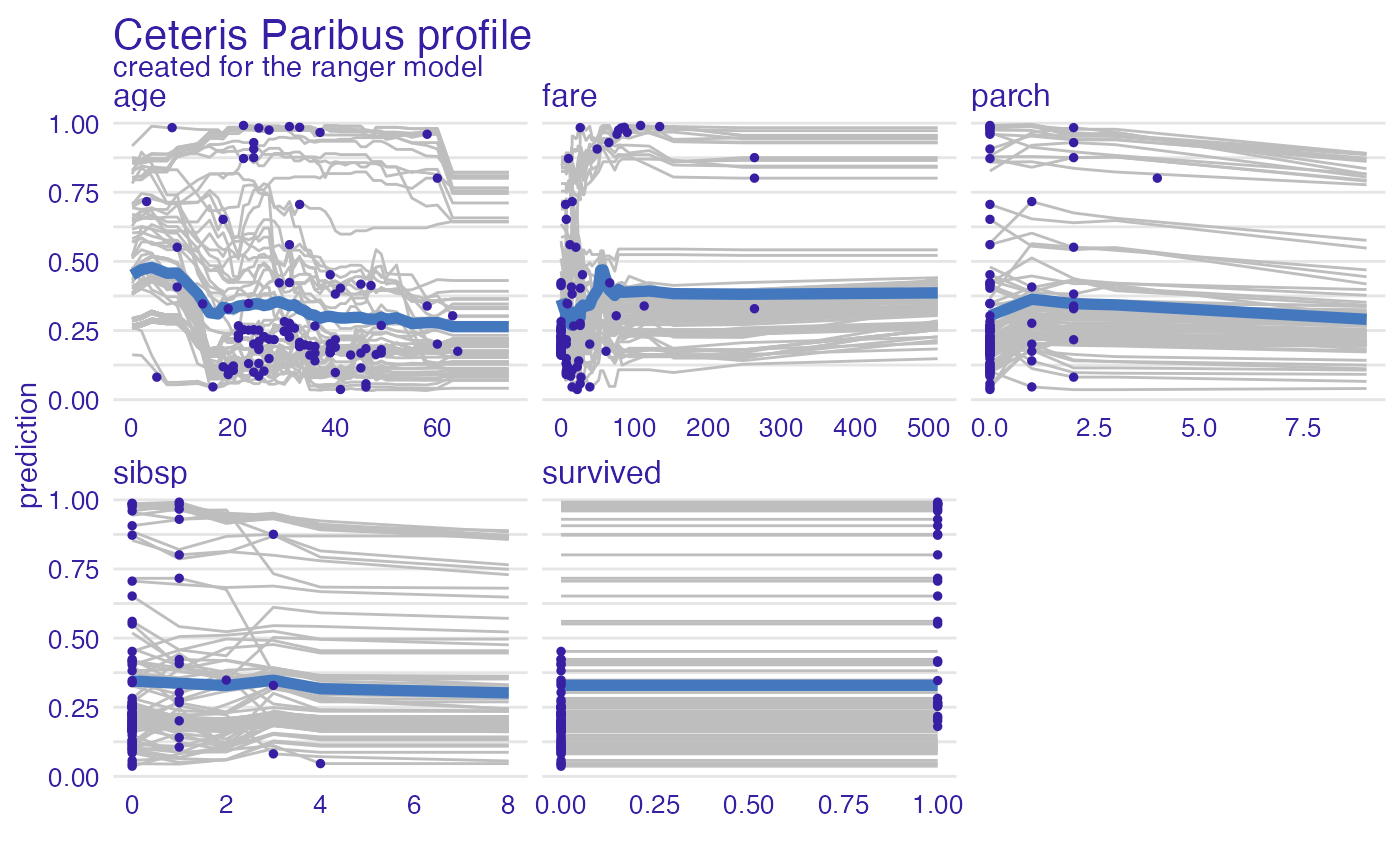 Ceteris Paribus profile
created for the ranger model
age
fare
parch
1.00
0.75
0.50
0.25
0.00
0 20 40 60
0 100 200 300 400 500
0.0 2.5 5.0 7.5
prediction
sibsp
survived
1.00
0.75
0.50
0.25
0.00
0 2 4 6 8
0.00 0.25 0.50 0.75 1.00